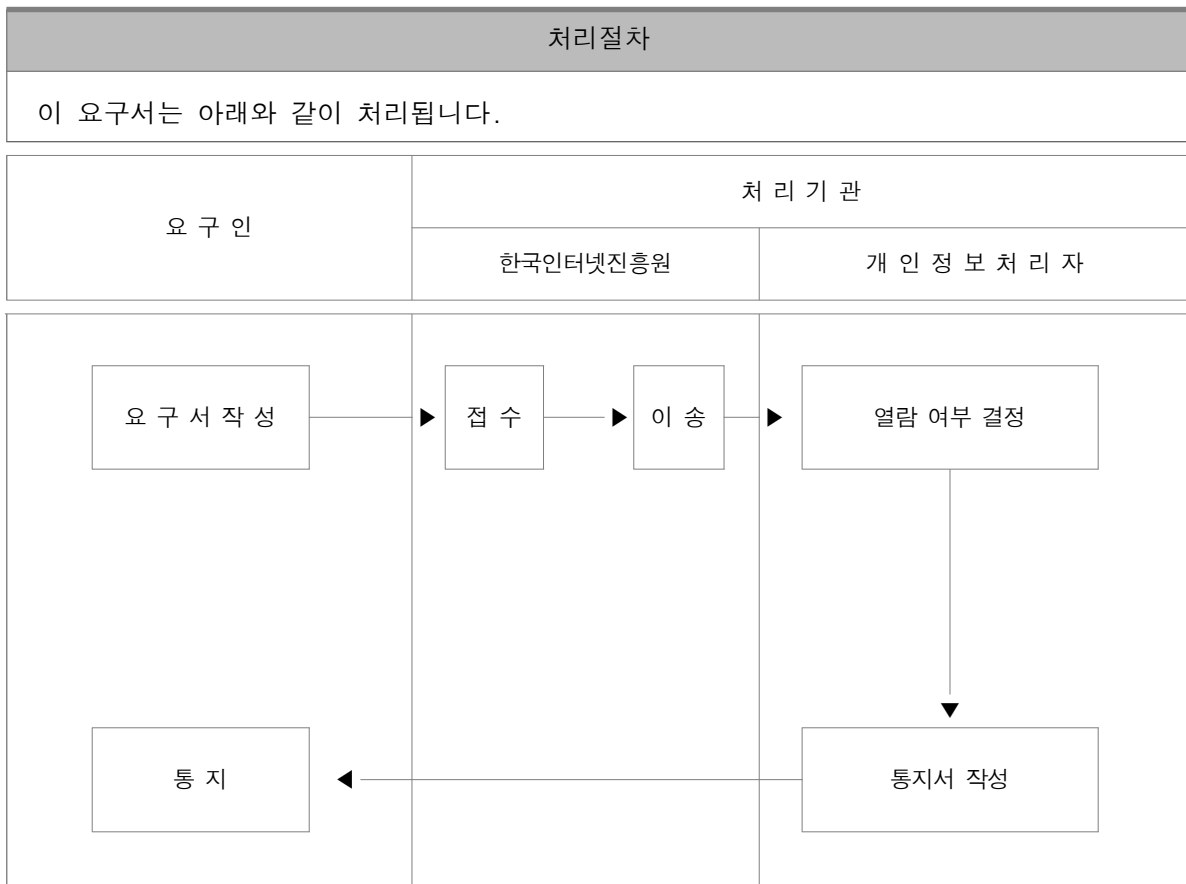 처리절차
이 요구서는 아래와 같이 처리됩니다.
요 구 인
처 리 기 관
한국인터넷진흥원
개 인 정 보 처 리 자
요 구 서 작 성
접 수
이 송
열람 여부 결정
통 지
통지서 작성